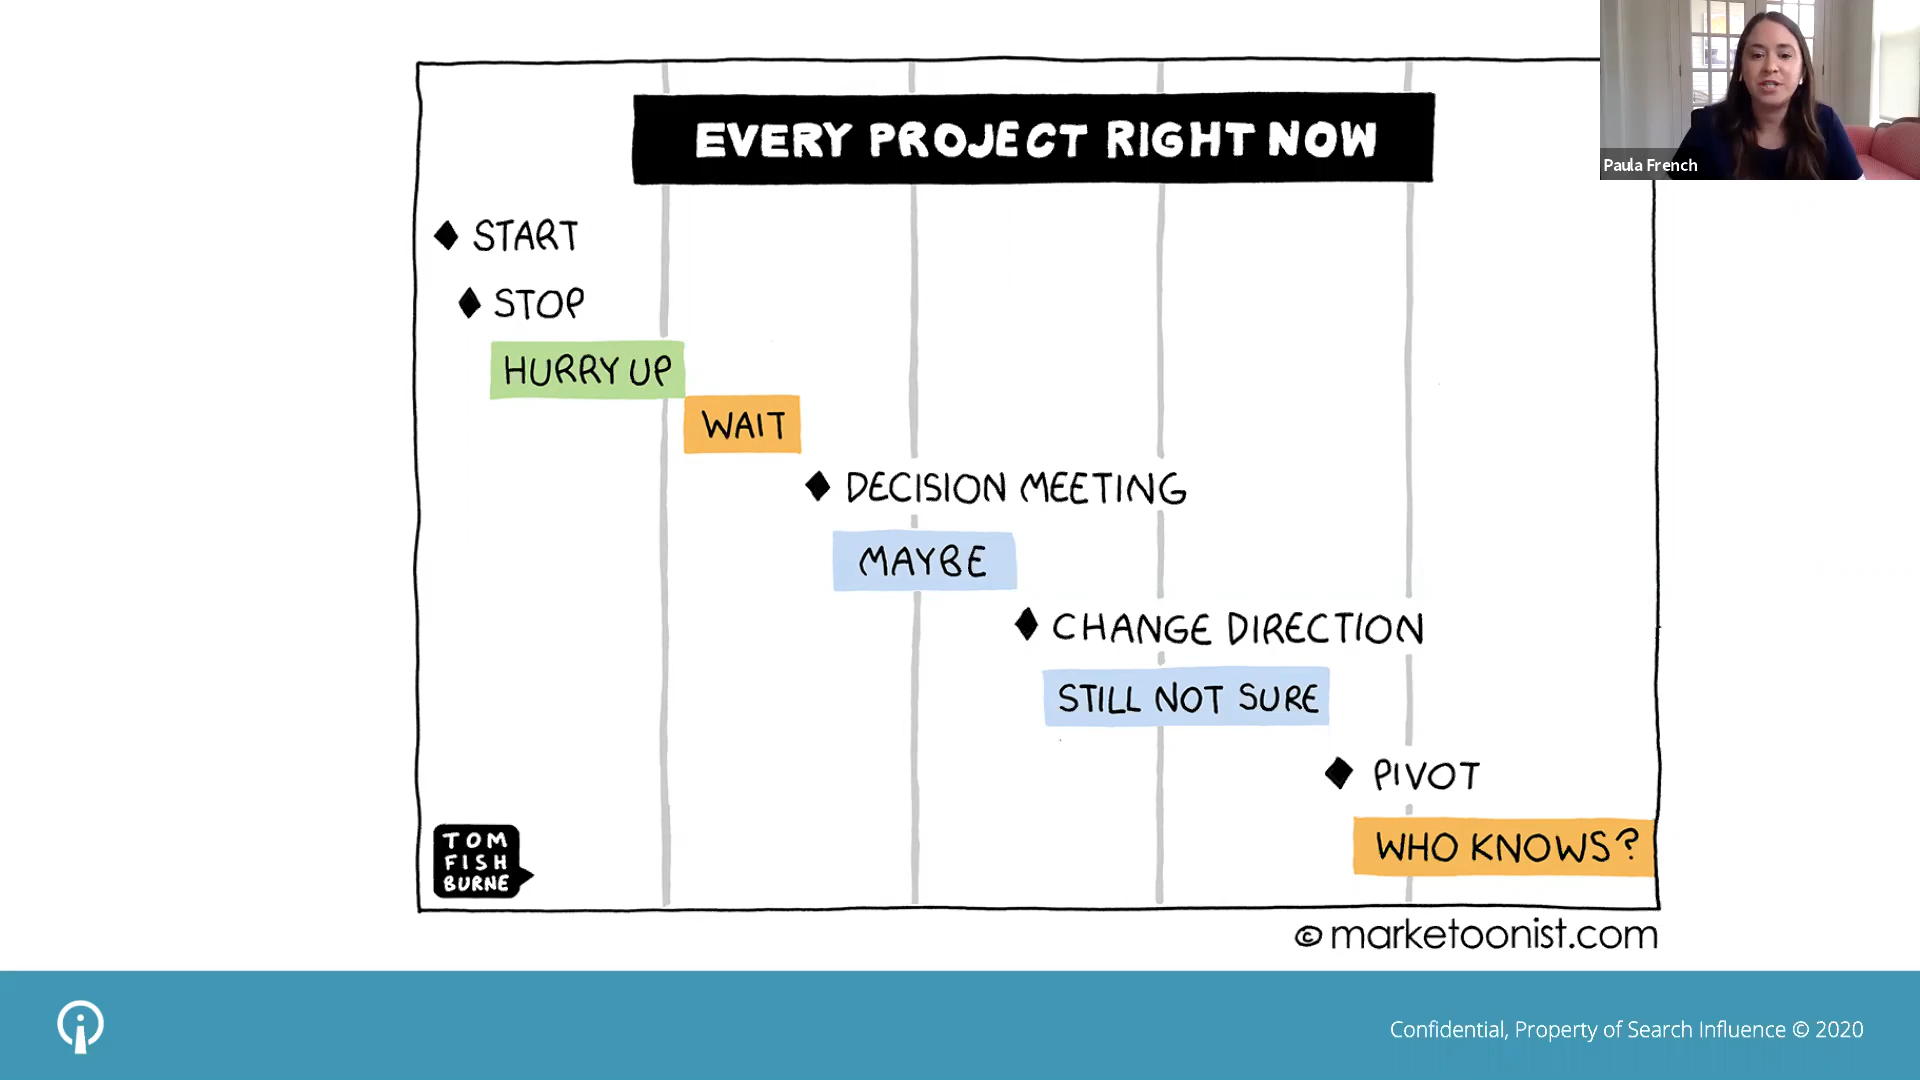 EVERY PROJECT RIGHT NOW
Paula French
START
STOP
HURRY UP
WAIT
DECISION MEETING
MAYBE
CHANGE DIRECTION
STILL NOT SURE
PIVOT
WHO KNOWS?
TOM
FISH
BURNE
© marketoonist.com
Confidential, Property of Search Influence © 2020